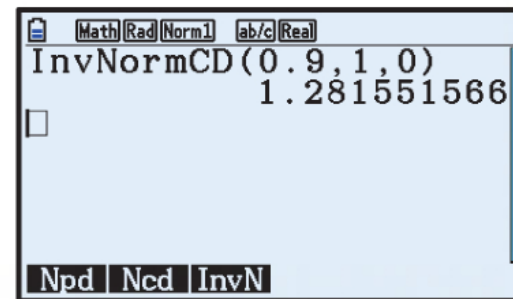 Math Rad Norm1 ab/c Real
InvNormCD(0.9,1,0)
1.281551566
Npd Ncd InvN